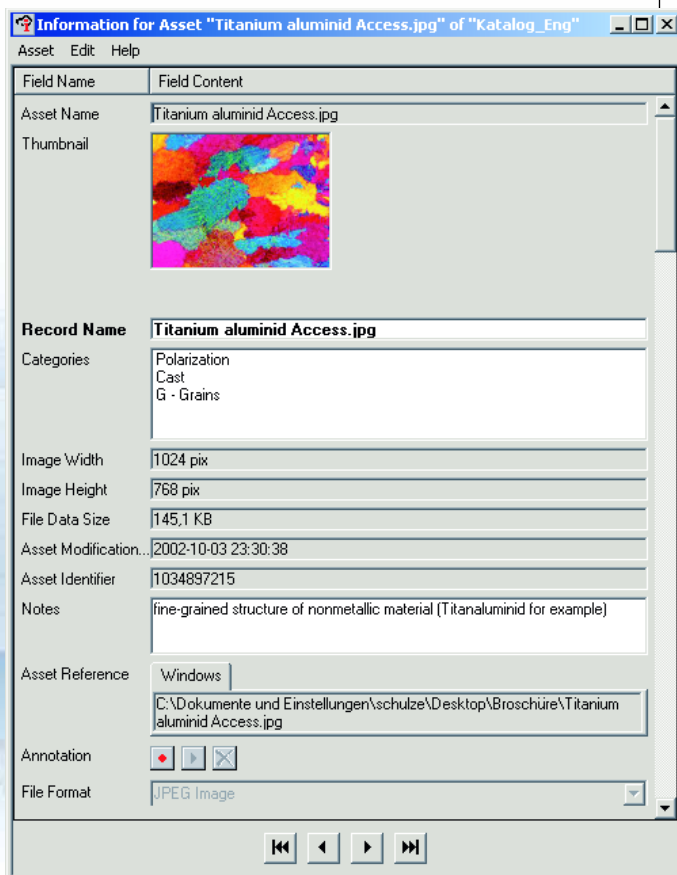 Information for Asset "Titanium aluminid Access.jpg" of "Katalog_Eng"
Asset Edit Help
Field Name Field Content
Asset Name Titanium aluminid Access.jpg
Thumbnail
Record Name Titanium aluminid Access.jpg
Categories Polarization
Cast
G - Grains
Image Width 1024 pix
Image Height 768 pix
File Data Size 145,1 KB
Asset Modification... 2002-10-03 23:30:38
Asset Identifier 1034897215
Notes fine-grained structure of nonmetallic material (Titanaluminid for example)
Asset Reference Windows
C:\Dokumente und Einstellungen\schulze\Desktop\Broschüre\Titanium
aluminid Access.jpg
Annotation
File Format JPEG Image